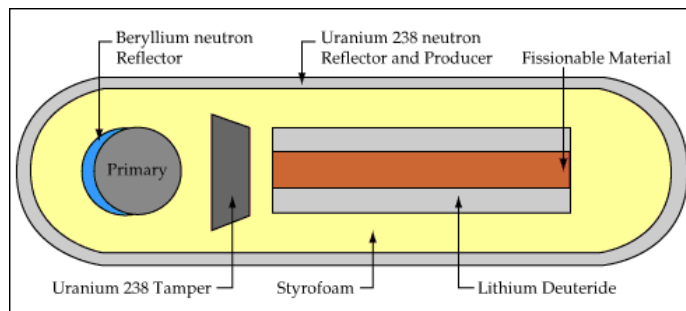 Beryllium neutron
Reflector
Uranium 238 neutron
Reflector and Producer
Fissionable Material
Primary
Uranium 238 Tamper
Styrofoam
Lithium Deuteride